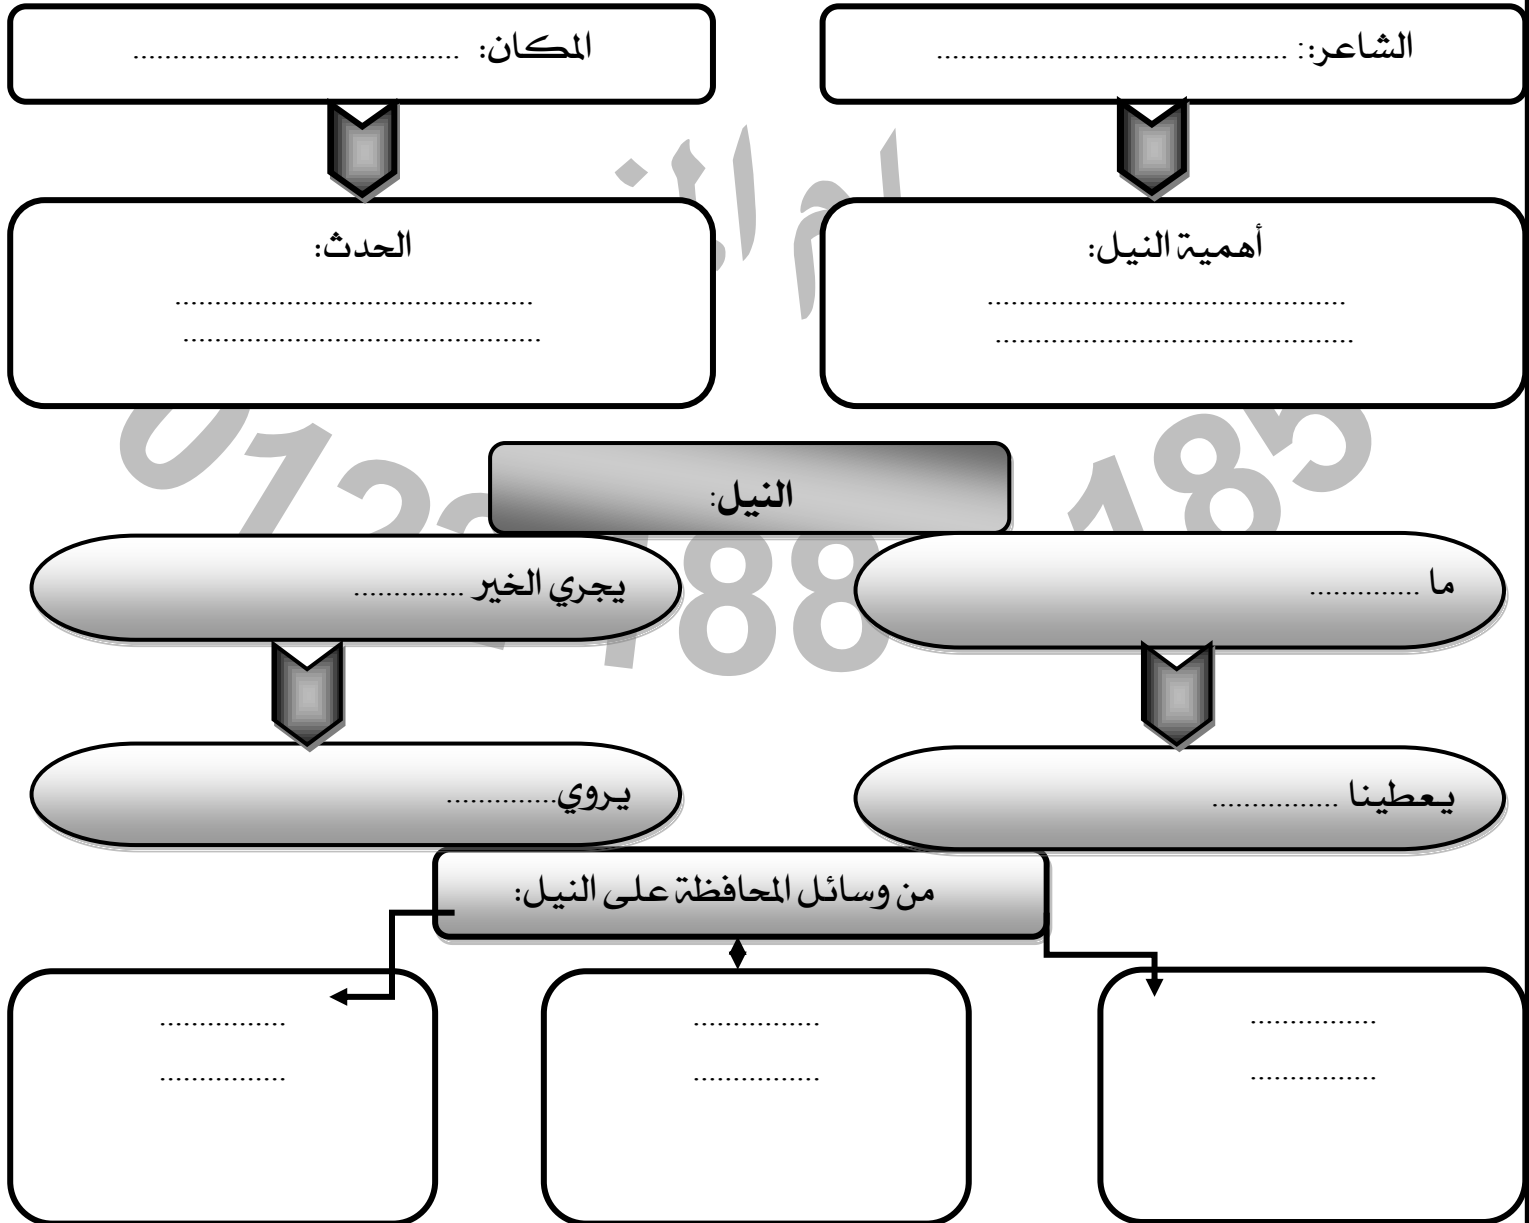 الشاعر:: ............................................
المكان: .........................................
أهمية النيل:
.............................................
.............................................
الحدث:
.............................................
.............................................
النيل:
ما ..............
يجري الخير ..............
يعطينا ................
يروي..............
من وسائل المحافظة على النيل:
................
................
................
................
................
................